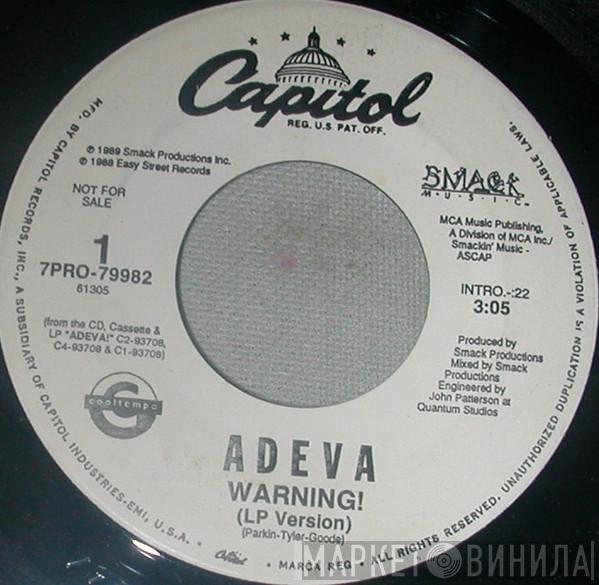 Capitol
REG. U.S. PAT. OFF.
℗ 1989 Smack Productions Inc.
℗ 1988 Easy Street Records
NOT FOR
SALE
1
7PRO-79982
61305
(from the CD, Cassette &
LP "ADEVA!" C2-93708,
C4-93708 & C1-93708)
cooltempo
SMACK
M·U·S·I·C
MCA Music Publishing,
A Division of MCA Inc./
Smackin' Music -
ASCAP
INTRO.-:22
3:05
Produced by
Smack Productions
Mixed by Smack
Productions
Engineered by
John Patterson at
Quantum Studios
ADEVA
WARNING!
(LP Version)
(Parkin-Tyler-Goode)
MFD. BY CAPITOL RECORDS, INC., A SUBSIDIARY OF CAPITOL INDUSTRIES-EMI, U.S.A. • Capitol • MARCA REG • ALL RIGHTS RESERVED. UNAUTHORIZED DUPLICATION IS A VIOLATION OF APPLICABLE LAWS.
МАРКЕТ ВИНИЛА